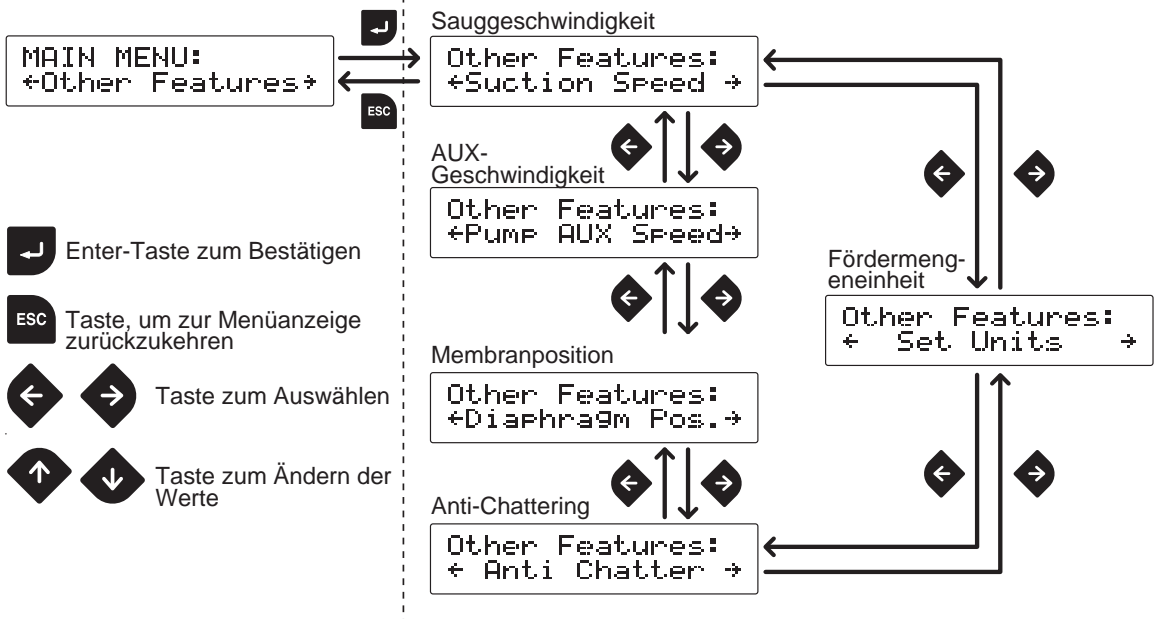 MAIN MENU:
←Other Features→
ESC
Sauggeschwindigkeit
Other Features:
←Suction Speed →
AUX-
Geschwindigkeit
Other Features:
←Pump AUX Speed→
Membranposition
Other Features:
←Diaphragm Pos.→
Anti-Chattering
Other Features:
← Anti Chatter →
Fördermeng-
eneinheit
Other Features:
← Set Units →
Enter-Taste zum Bestätigen
ESC
Taste, um zur Menüanzeige
zurückzukehren
Taste zum Auswählen
Taste zum Ändern der
Werte